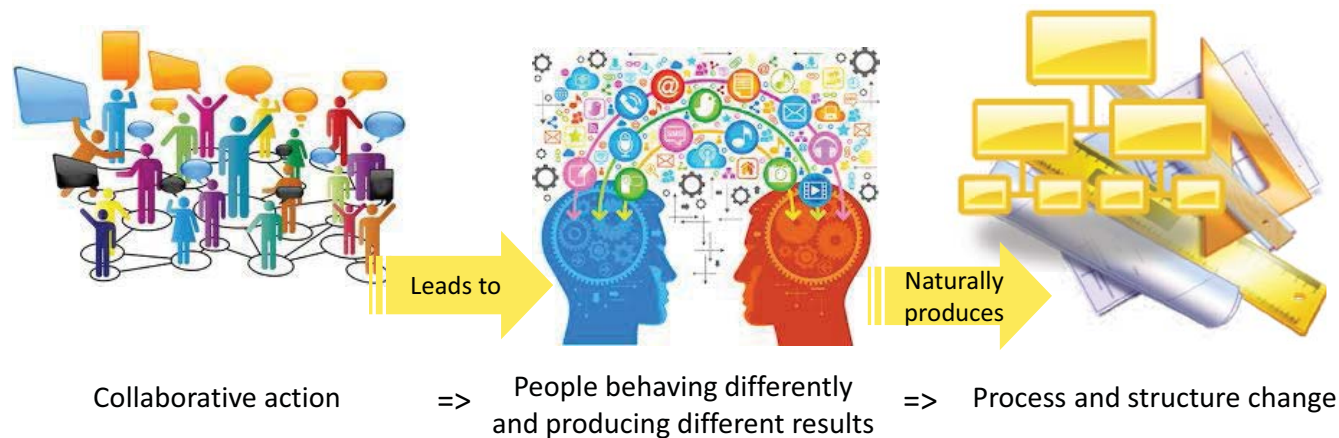 Leads to
Naturally
produces
Collaborative action
=>
People behaving differently
and producing different results
=>
Process and structure change